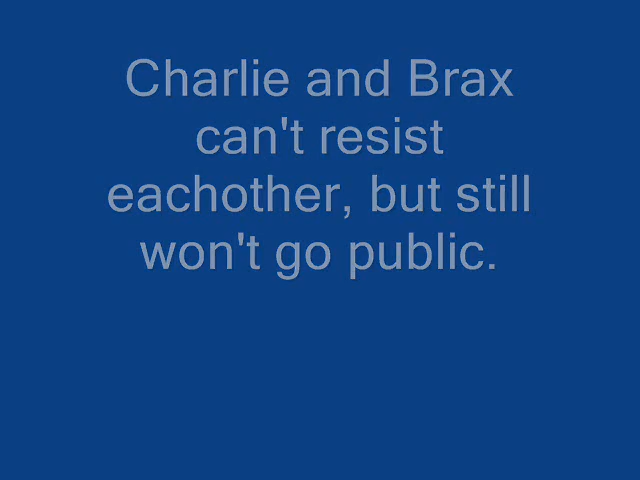 Charlie and Brax
can't resist
eachother, but still
won't go public.